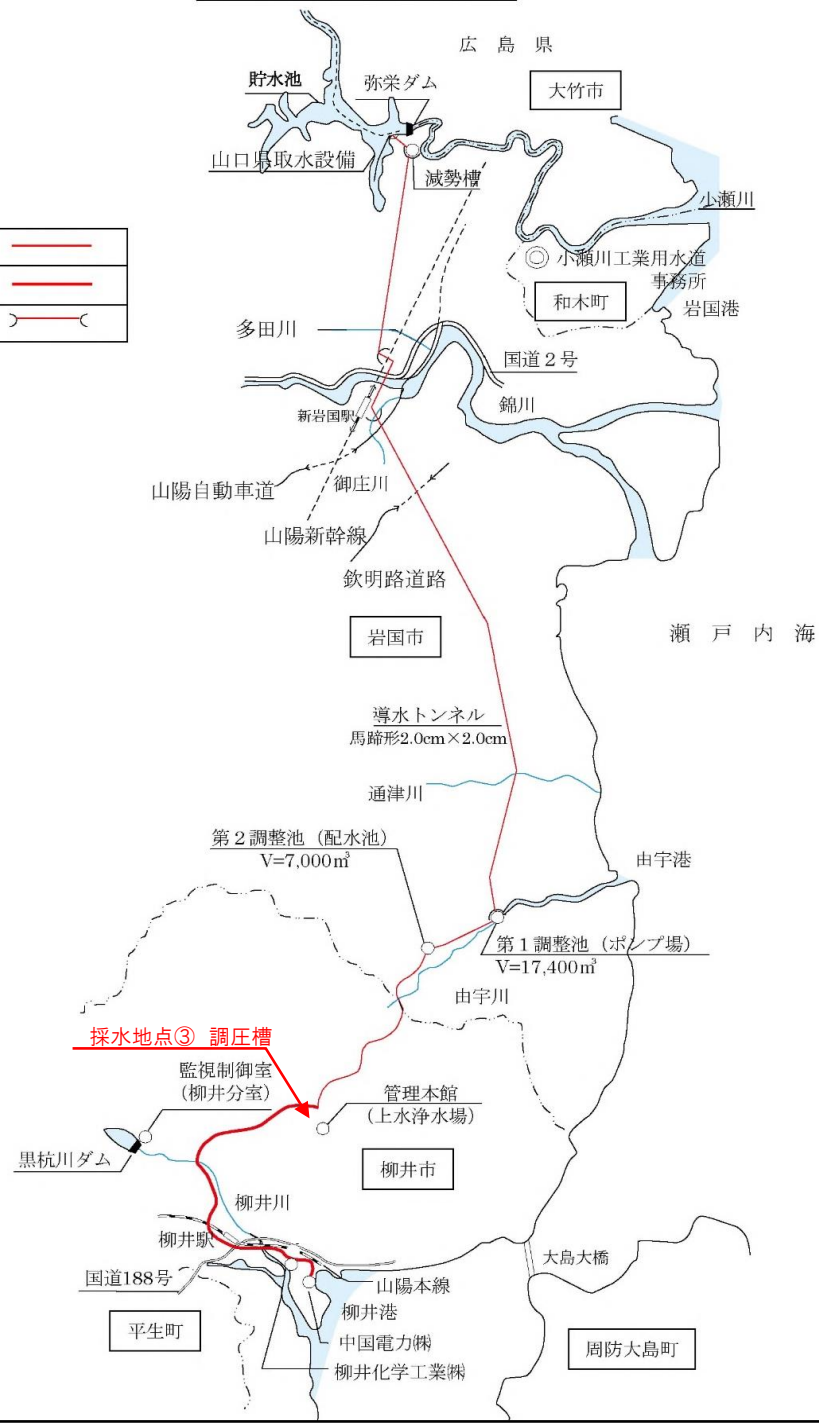 広 島 県
貯水池
弥栄ダム
大竹市
山口県取水設備
減勢槽
小瀬川
小瀬川工業用水道
事務所
和木町
岩国港
多田川
国道２号
新岩国駅
錦川
山陽自動車道
御庄川
山陽新幹線
欽明路道路
岩国市
瀬 戸 内 海
導水トンネル
馬蹄形2.0cm×2.0cm
通津川
第２調整池（配水池）
V=7,000㎥
由宇港
第１調整池（ポンプ場）
V=17,400㎥
由宇川
採水地点③ 調圧槽
監視制御室
（柳井分室）
管理本館
（上水浄水場）
黒杭川ダム
柳井市
柳井川
柳井駅
大島大橋
国道188号
山陽本線
柳井港
平生町
中国電力㈱
周防大島町
柳井化学工業㈱